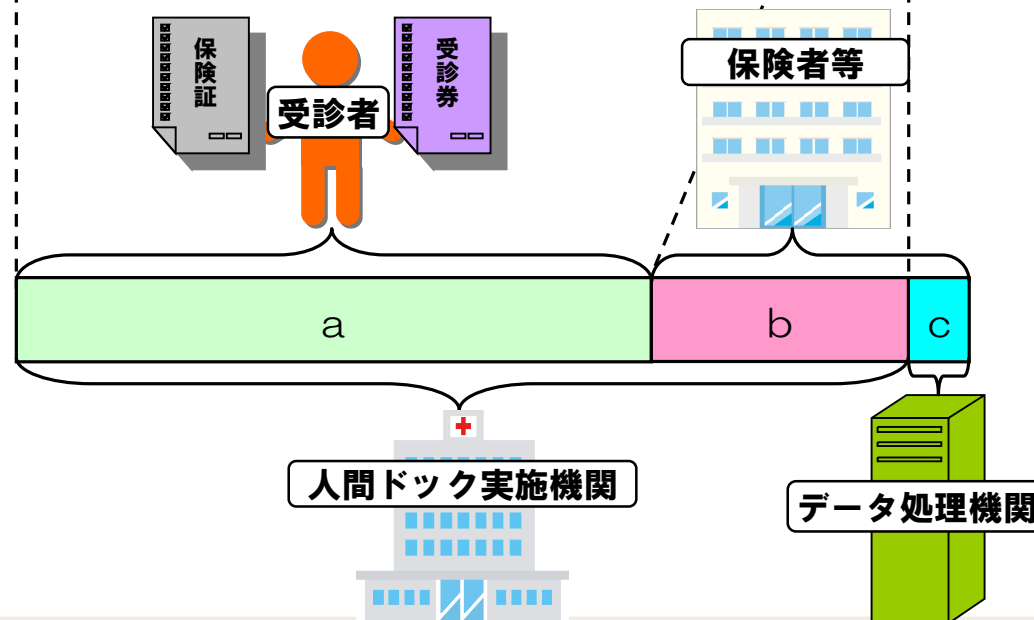 保険証
受診者
受診券
保険者等
a
b
c
人間ドック実施機関
データ処理機関